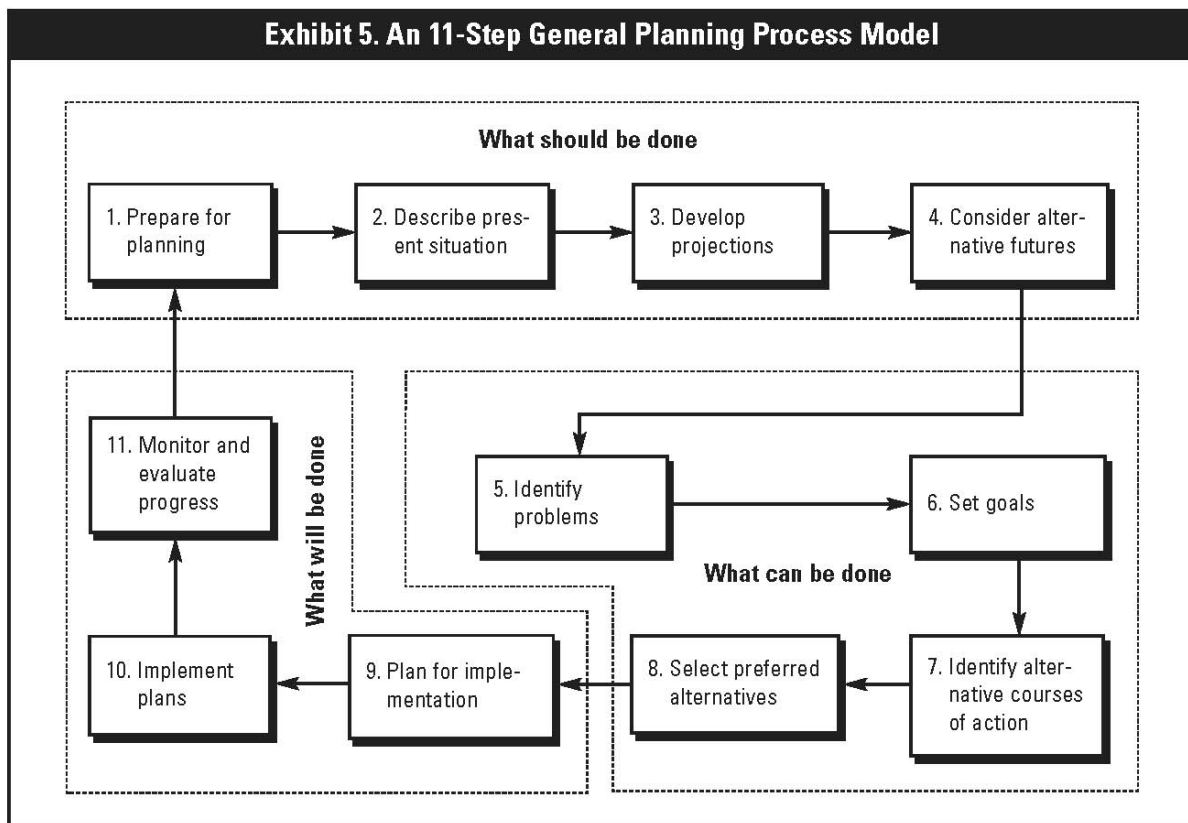 Exhibit 5. An 11-Step General Planning Process Model
What should be done
1. Prepare for
planning
2. Describe pres-
ent situation
3. Develop
projections
4. Consider alter-
native futures
5. Identify
problems
6. Set goals
What can be done
7. Identify alter-
native courses
of action
8. Select preferred
alternatives
9. Plan for imple-
mentation
10. Implement
plans
11. Monitor and
evaluate
progress
What will be done